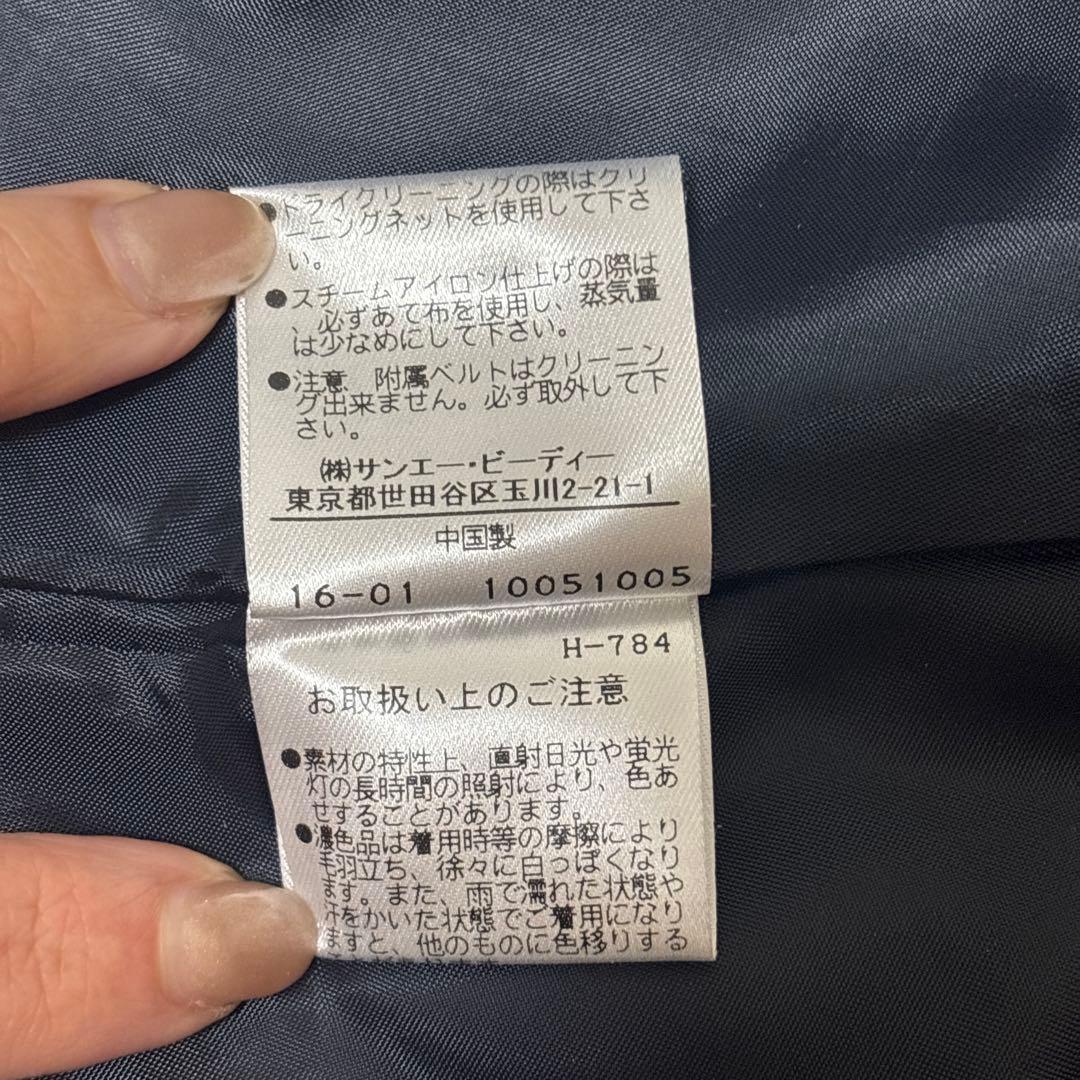 ●ドライクリーニングの際はクリ
ーニングネットを使用して下さ
い。
●スチームアイロン仕上げの際は
、必ずあて布を使用し、蒸気量
は少なめにして下さい。
●注意 附属ベルトはクリーニン
グ出来ません。必ず取外して下
さい。
㈱サンエー・ビーディー
東京都世田谷区玉川2-21-1
中国製
16-01 10051005
H-784
お取扱い上のご注意
●素材の特性上、直射日光や蛍光
灯の長時間の照射により、色あ
せすることがあります。
●濃色品は着用時等の摩擦により
毛羽立ち、徐々に白っぽくなり
ます。また、雨で濡れた状態や
汗をかいた状態でご着用になり
ますと、他のものに色移りする